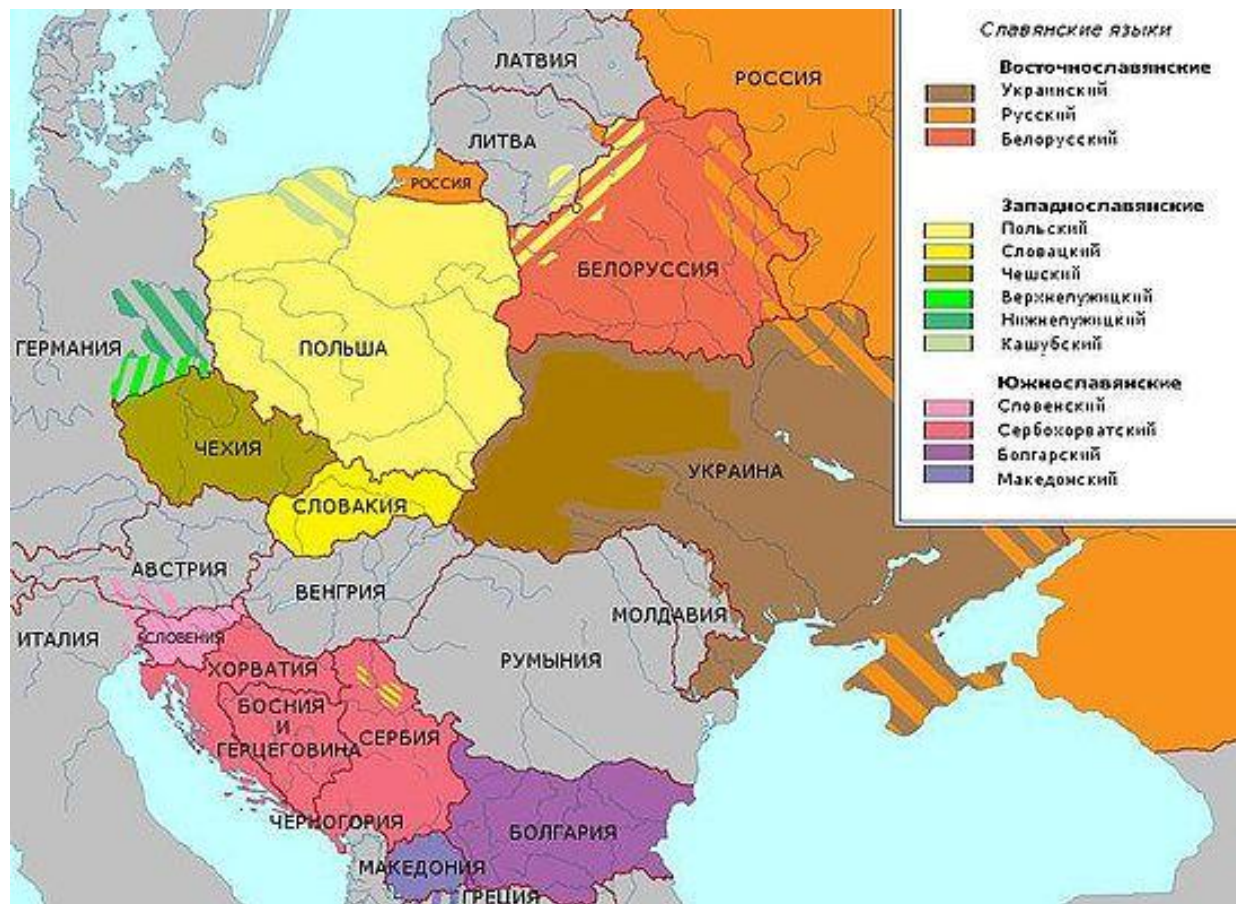 Славянские языки
Восточнославянские
Украинский
Русский
Белорусский
Западнославянские
Польский
Словацкий
Чешский
Верхнелужицкий
Нижнелужицкий
Кашубский
Южнославянские
Словенский
Сербохорватский
Болгарский
Македонский
ЛАТВИЯ
РОССИЯ
ЛИТВА
РОССИЯ
БЕЛОРУССИЯ
ГЕРМАНИЯ
ПОЛЬША
ЧЕХИЯ
УКРАИНА
СЛОВАКИЯ
АВСТРИЯ
ВЕНГРИЯ
МОЛДАВИЯ
ИТАЛИЯ
СЛОВЕНИЯ
РУМЫНИЯ
ХОРВАТИЯ
БОСНИЯ
И
ГЕРЦЕГОВИНА
СЕРБИЯ
ЧЕРНОГОРИЯ
БОЛГАРИЯ
МАКЕДОНИЯ
ГРЕЦИЯ